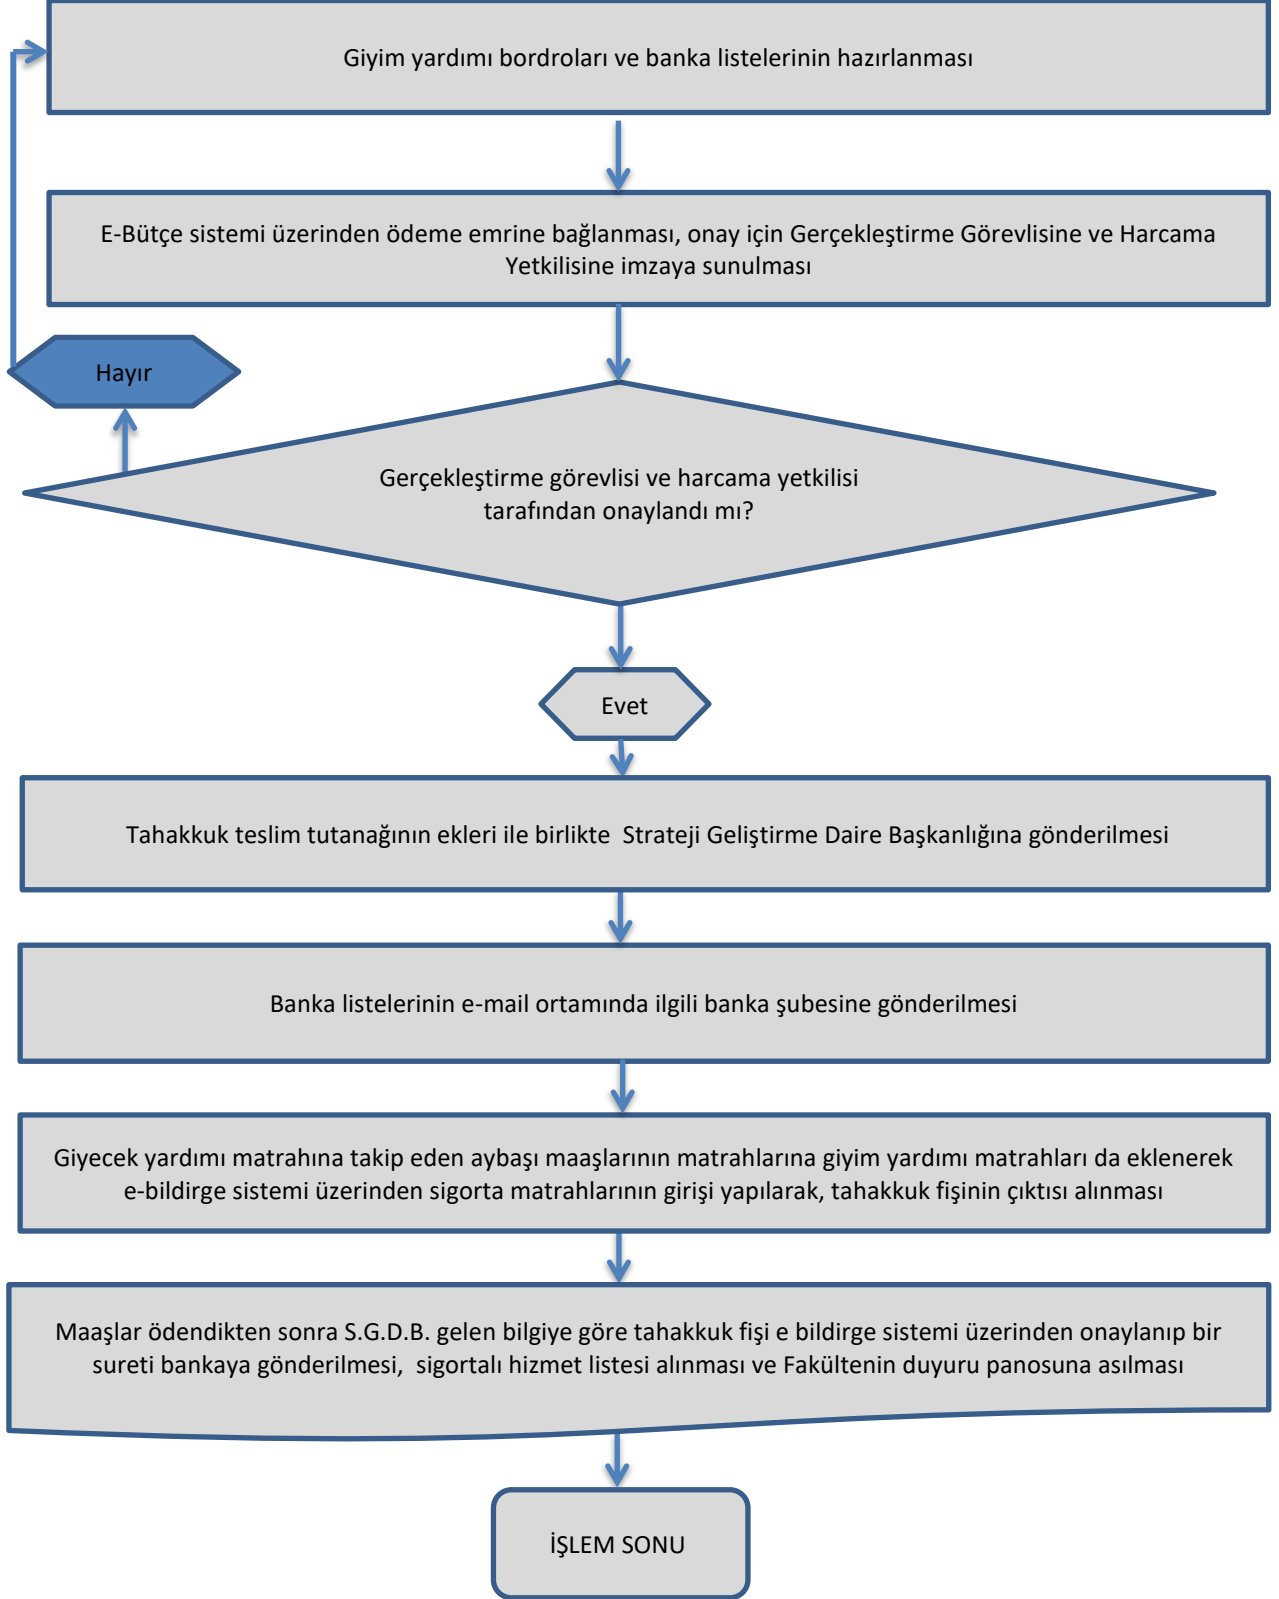 Giyim yardımı bordroları ve banka listelerinin hazırlanması
E-Bütçe sistemi üzerinden ödeme emrine bağlanması, onay için Gerçekleştirme Görevlisine ve Harcama
Yetkilisine imzaya sunulması
Hayır
Gerçekleştirme görevlisi ve harcama yetkilisi
tarafından onaylandı mı?
Evet
Tahakkuk teslim tutanağının ekleri ile birlikte  Strateji Geliştirme Daire Başkanlığına gönderilmesi
Banka listelerinin e-mail ortamında ilgili banka şubesine gönderilmesi
Giyecek yardımı matrahına takip eden aybaşı maaşlarının matrahlarına giyim yardımı matrahları da eklenerek
e-bildirge sistemi üzerinden sigorta matrahlarının girişi yapılarak, tahakkuk fişinin çıktısı alınması
Maaşlar ödendikten sonra S.G.D.B. gelen bilgiye göre tahakkuk fişi e bildirge sistemi üzerinden onaylanıp bir
sureti bankaya gönderilmesi,  sigortalı hizmet listesi alınması ve Fakültenin duyuru panosuna asılması
İŞLEM SONU